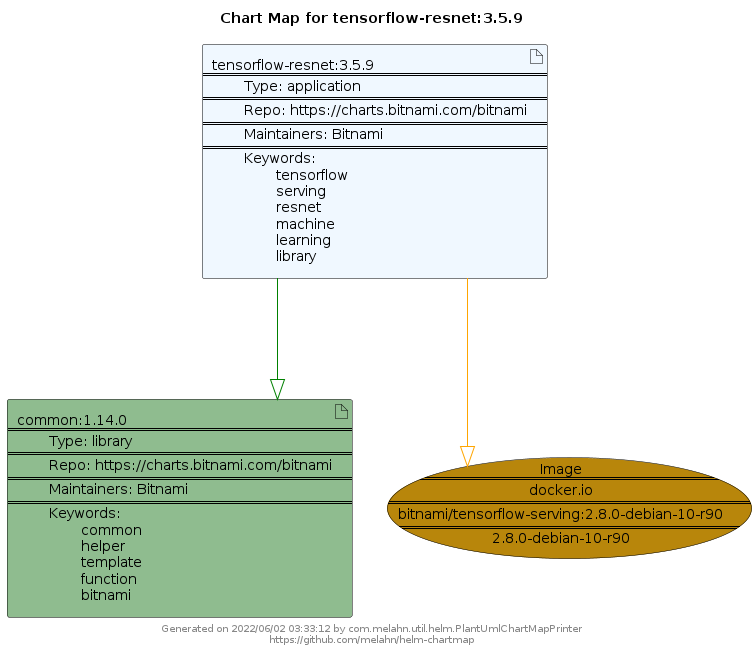 Chart Map for tensorflow-resnet:3.5.9
tensorflow-resnet:3.5.9
Type: application
Repo: https://charts.bitnami.com/bitnami
Maintainers: Bitnami
Keywords:
tensorflow
serving
resnet
machine
learning
library
common:1.14.0
Type: library
Repo: https://charts.bitnami.com/bitnami
Maintainers: Bitnami
Keywords:
common
helper
template
function
bitnami
Image
docker.io
bitnami/tensorflow-serving:2.8.0-debian-10-r90
2.8.0-debian-10-r90
Generated on 2022/06/02 03:33:12 by com.melahn.util.helm.PlantUmlChartMapPrinter
https://github.com/melahn/helm-chartmap